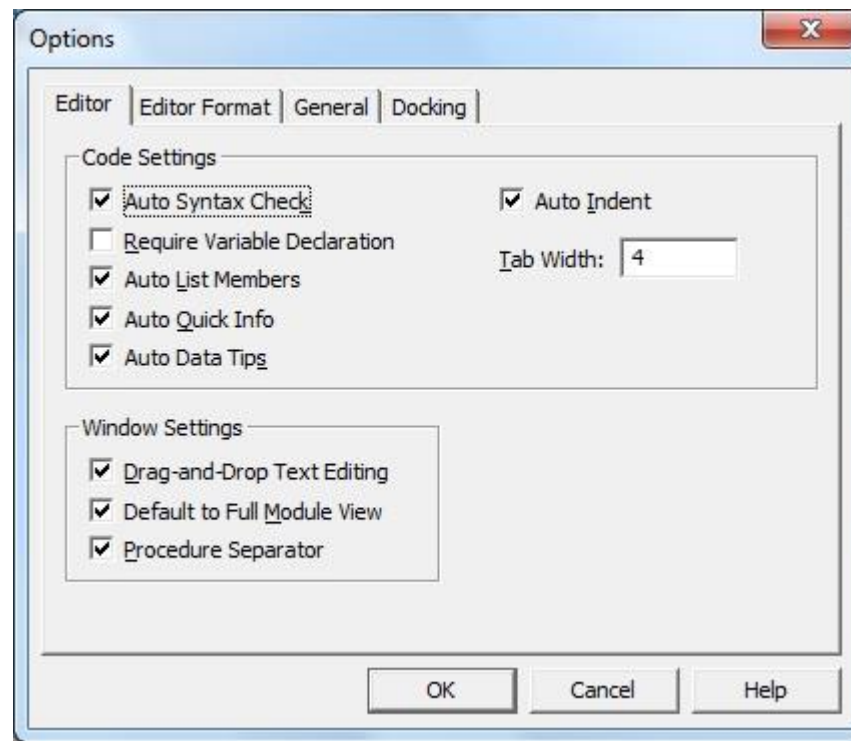 Options
Editor Editor Format General Docking
Code Settings
Auto Syntax Check
Auto Indent
Require Variable Declaration
Tab Width: 4
Auto List Members
Auto Quick Info
Auto Data Tips
Window Settings
Drag-and-Drop Text Editing
Default to Full Module View
Procedure Separator
OK Cancel Help